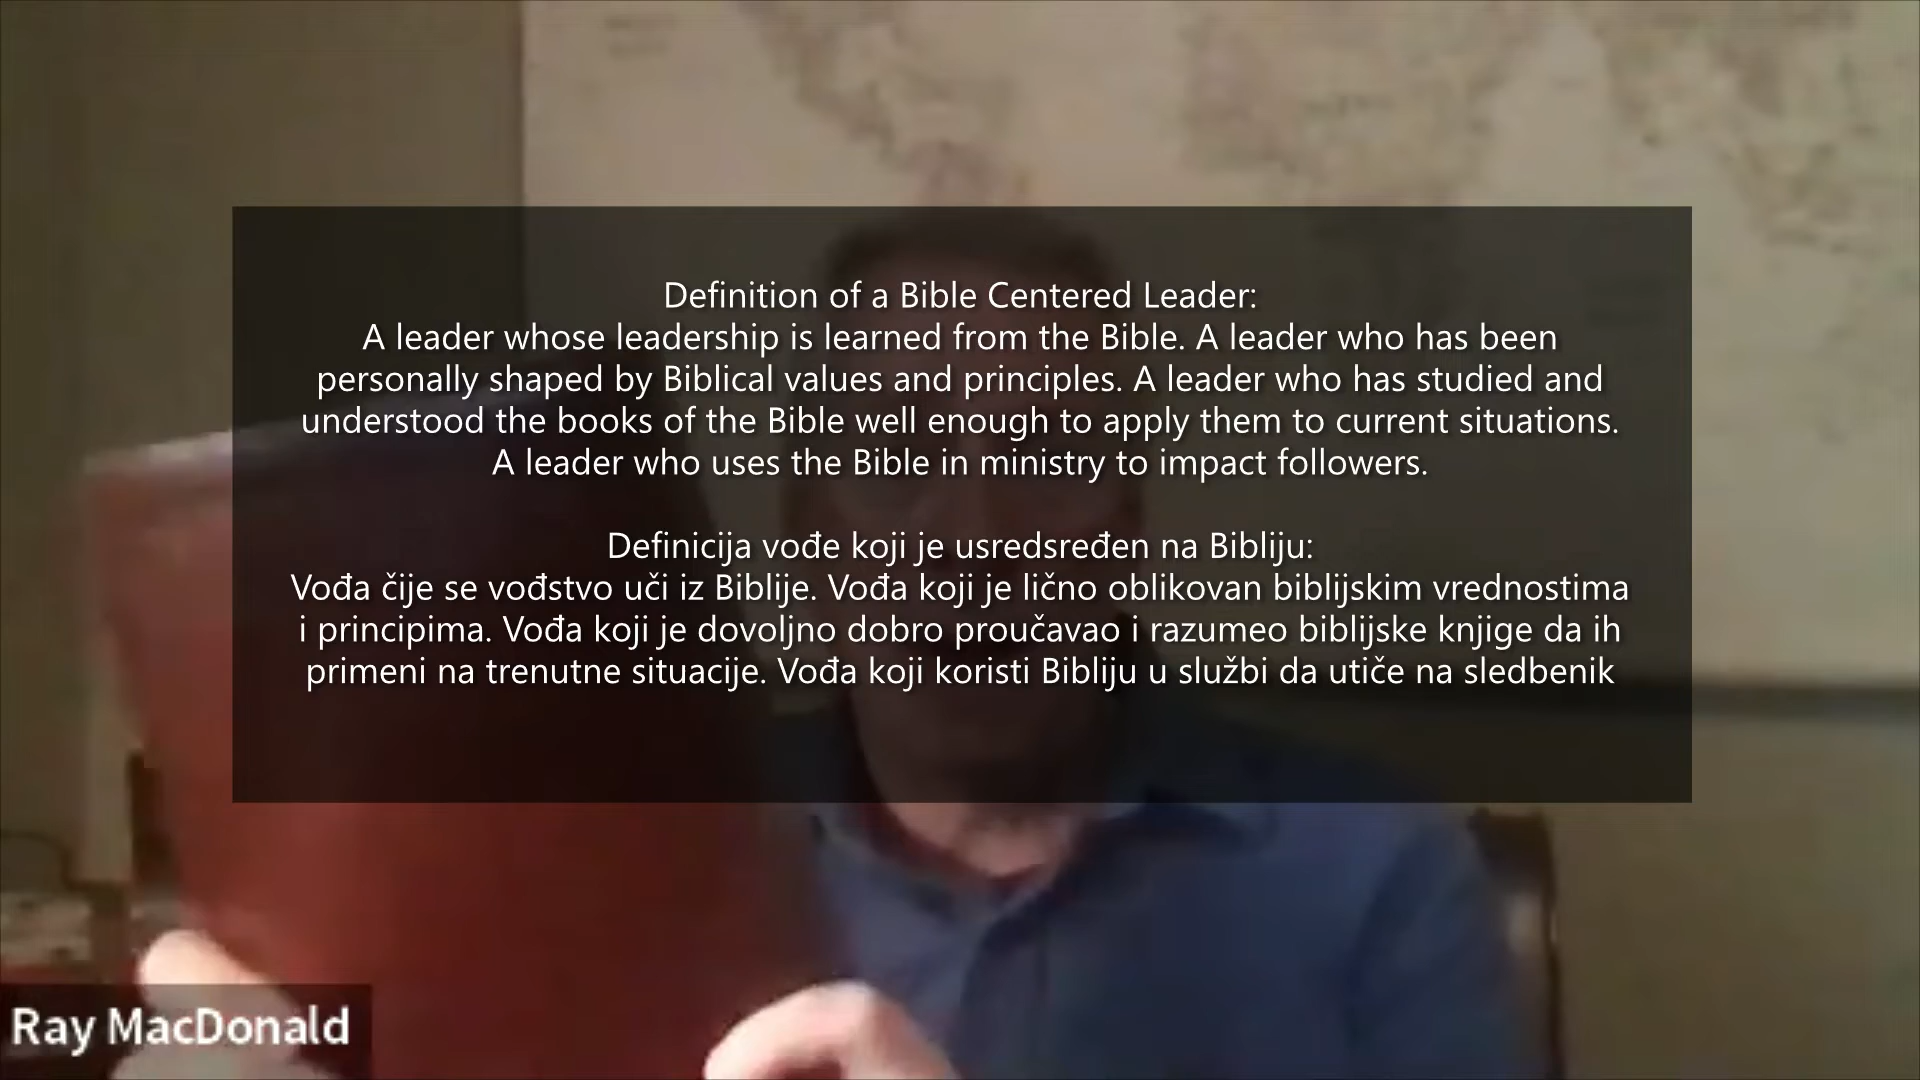 Definition of a Bible Centered Leader:
A leader whose leadership is learned from the Bible. A leader who has been
personally shaped by Biblical values and principles. A leader who has studied and
understood the books of the Bible well enough to apply them to current situations.
A leader who uses the Bible in ministry to impact followers.
Definicija vođe koji je usredsređen na Bibliju:
Vođa čije se vođstvo uči iz Biblije. Vođa koji je lično oblikovan biblijskim vrednostima
i principima. Vođa koji je dovoljno dobro proučavao i razumeo biblijske knjige da ih
primeni na trenutne situacije. Vođa koji koristi Bibliju u službi da utiče na sledbenik
Ray MacDonald